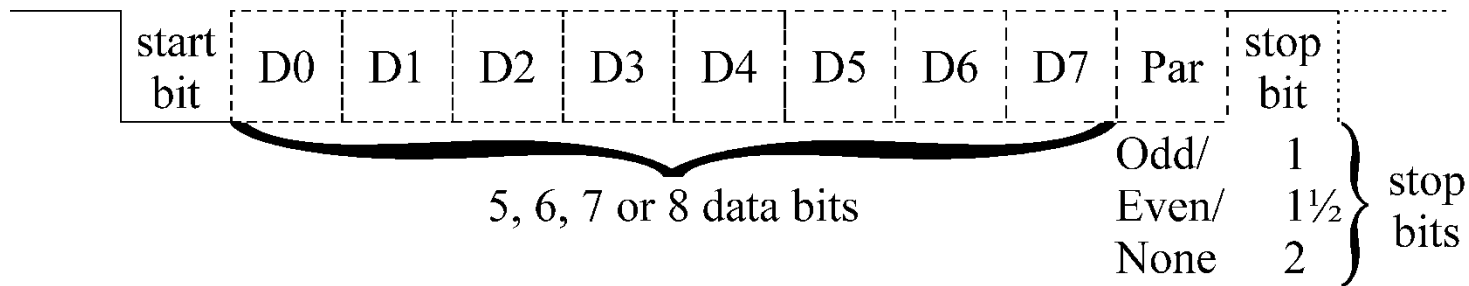 start bit D0 D1 D2 D3 D4 D5 D6 D7 Par stop bit
5, 6, 7 or 8 data bits
Odd/ 1
Even/ 1½
None 2
stop bits